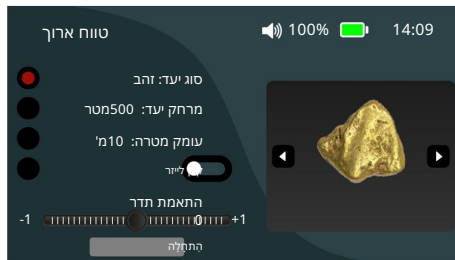 טווח ארוך
100%
14:09
סוג יעד: זהב
מרחק יעד: 500מטר
עומק מטרה: 10מ'
לייזר
התאמת תדר
-1 0 +1
הַתחָלָה